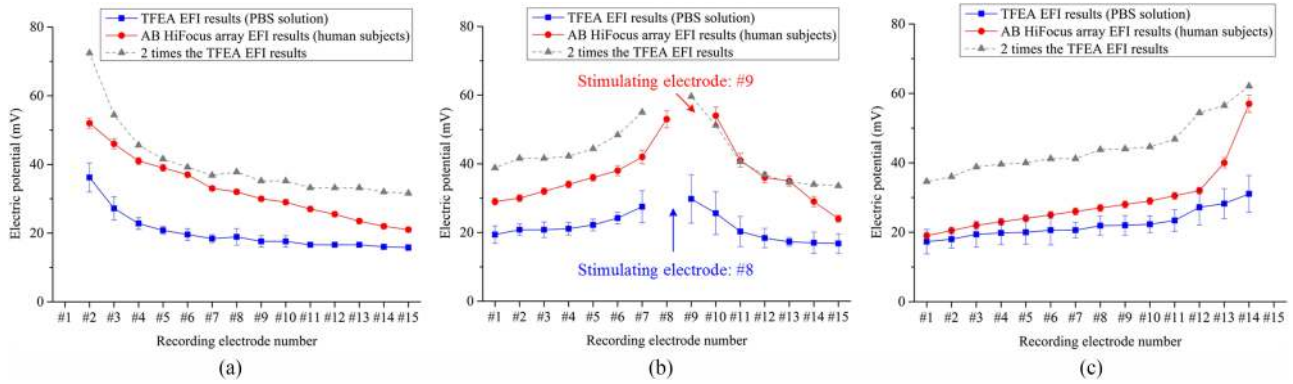 TFEA EFI results (PBS solution)
AB HiFocus array EFI results (human subjects)
2 times the TFEA EFI results
80
60
40
20
0
Electric potential (mV)
#1 #2 #3 #4 #5 #6 #7 #8 #9 #10 #11 #12 #13 #14 #15
Recording electrode number
(a)
TFEA EFI results (PBS solution)
AB HiFocus array EFI results (human subjects)
2 times the TFEA EFI results
Stimulating electrode: #9
Stimulating electrode: #8
80
60
40
20
0
Electric potential (mV)
#1 #2 #3 #4 #5 #6 #7 #8 #9 #10 #11 #12 #13 #14 #15
Recording electrode number
(b)
TFEA EFI results (PBS solution)
AB HiFocus array EFI results (human subjects)
2 times the TFEA EFI results
80
60
40
20
0
Electric potential (mV)
#1 #2 #3 #4 #5 #6 #7 #8 #9 #10 #11 #12 #13 #14 #15
Recording electrode number
(c)